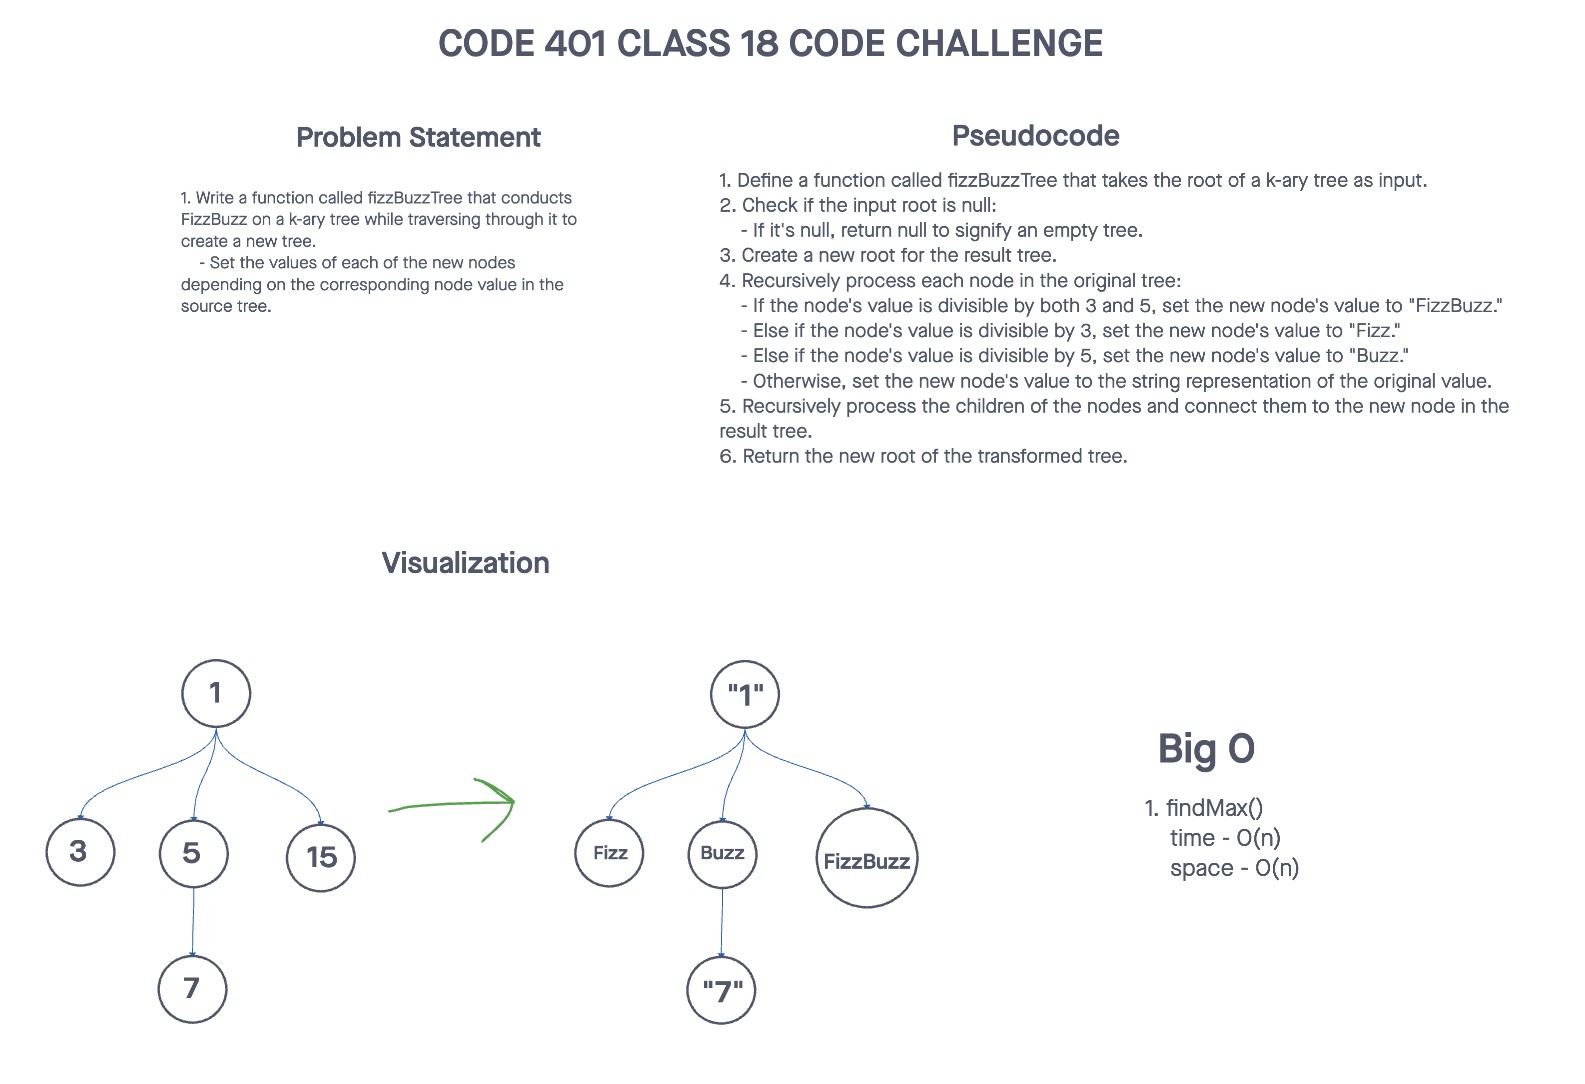 CODE 401 CLASS 18 CODE CHALLENGE
Problem Statement
1. Write a function called fizzBuzzTree that conducts
FizzBuzz on a k-ary tree while traversing through it to
create a new tree.
- Set the values of each of the new nodes
depending on the corresponding node value in the
source tree.
Pseudocode
1. Define a function called fizzBuzzTree that takes the root of a k-ary tree as input.
2. Check if the input root is null:
- If it's null, return null to signify an empty tree.
3. Create a new root for the result tree.
4. Recursively process each node in the original tree:
- If the node's value is divisible by both 3 and 5, set the new node's value to "FizzBuzz."
- Else if the node's value is divisible by 3, set the new node's value to "Fizz."
- Else if the node's value is divisible by 5, set the new node's value to "Buzz."
- Otherwise, set the new node's value to the string representation of the original value.
5. Recursively process the children of the nodes and connect them to the new node in the
result tree.
6. Return the new root of the transformed tree.
Visualization
1
3
5
15
7
"1"
Fizz
Buzz
FizzBuzz
"7"
Big O
1. findMax()
time - O(n)
space - O(n)